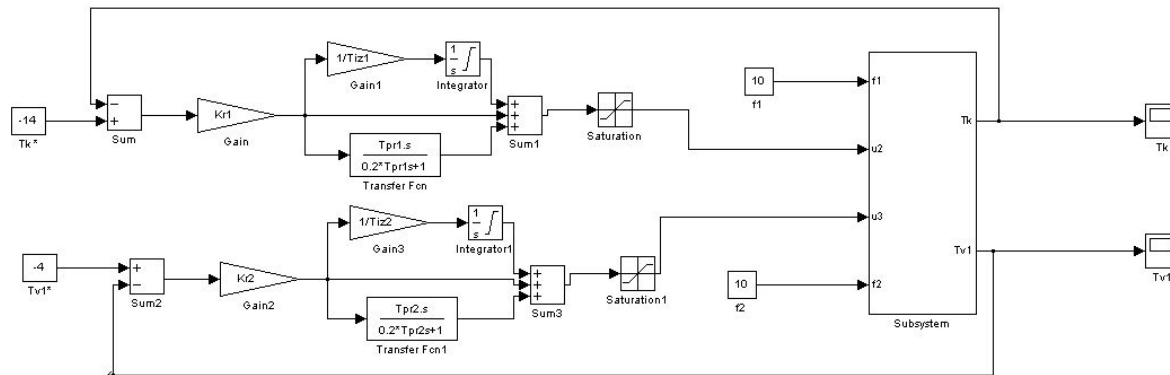 -14
Tk*
−
+
Sum
Kr1
Gain
1/Tiz1
Gain1
1
s
Integrator
Tpr1.s
0.2*Tpr1s+1
Transfer Fcn
+
+
+
Sum1
Saturation
10
f1
f1
u2
u3
f2
Tk
Tv1
Subsystem
Tk
Tv1
-4
Tv1*
+
−
Sum2
Kr2
Gain2
1/Tiz2
Gain3
1
s
Integrator1
Tpr2.s
0.2*Tpr2s+1
Transfer Fcn1
+
+
+
Sum3
Saturation1
10
f2